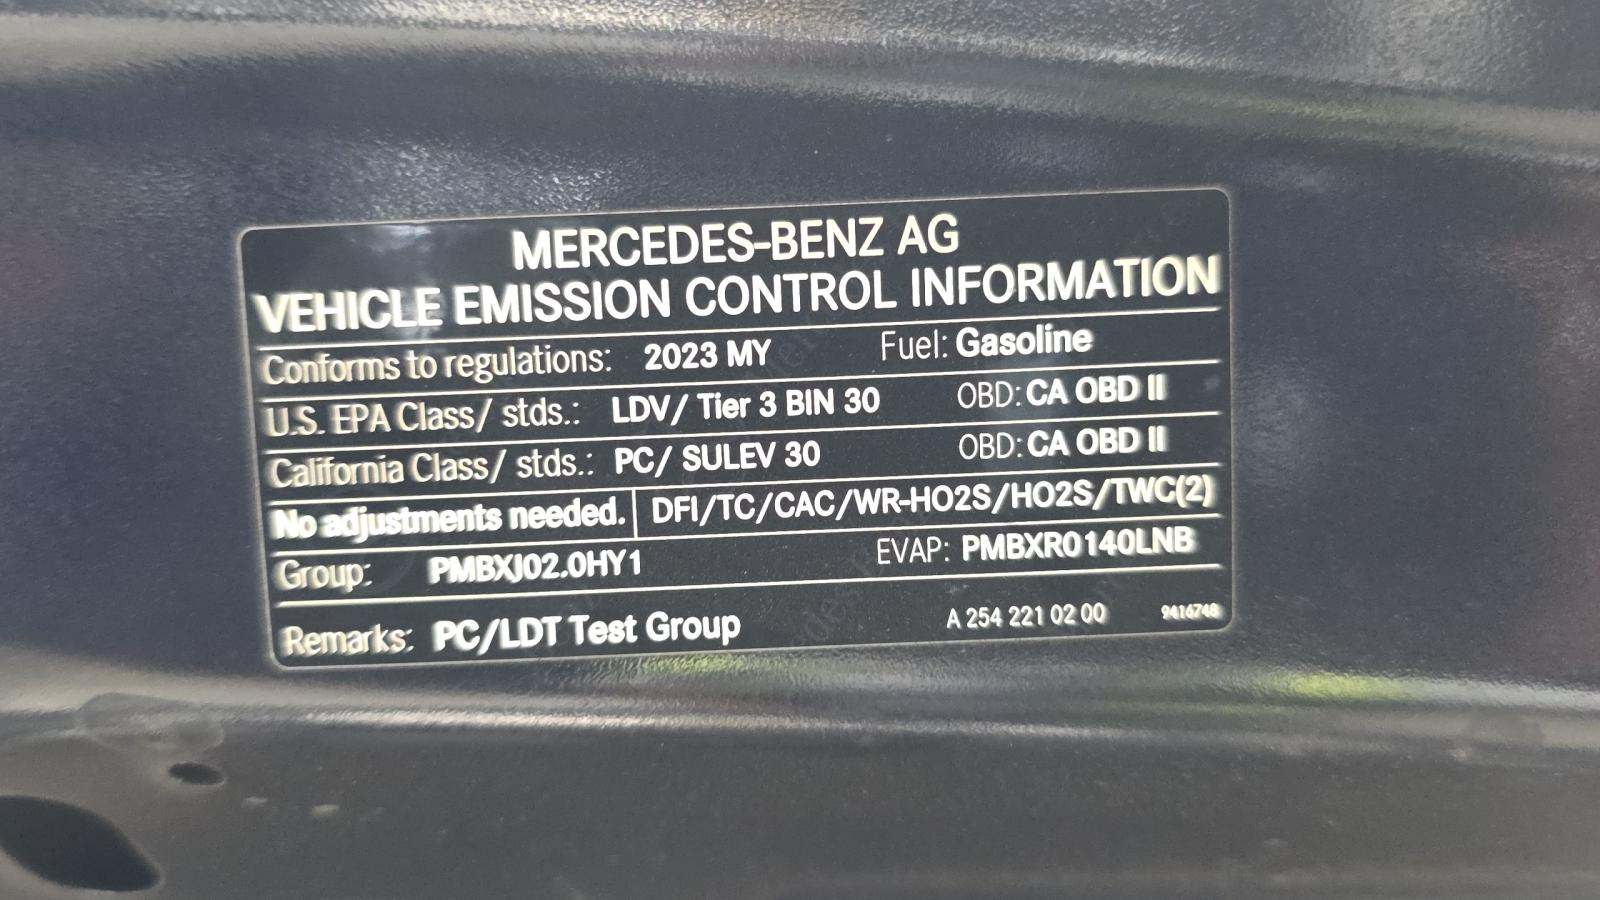 MERCEDES-BENZ AG
VEHICLE EMISSION CONTROL INFORMATION
Conforms to regulations: 2023 MY Fuel: Gasoline
U.S. EPA Class/ stds.: LDV/ Tier 3 BIN 30 OBD: CA OBD II
California Class/ stds.: PC/ SULEV 30 OBD: CA OBD II
No adjustments needed. DFI/TC/CAC/WR-HO2S/HO2S/TWC(2)
Group: PMBXJ02.0HY1 EVAP: PMBXR0140LNB
Remarks: PC/LDT Test Group A 254 221 02 00 9416748